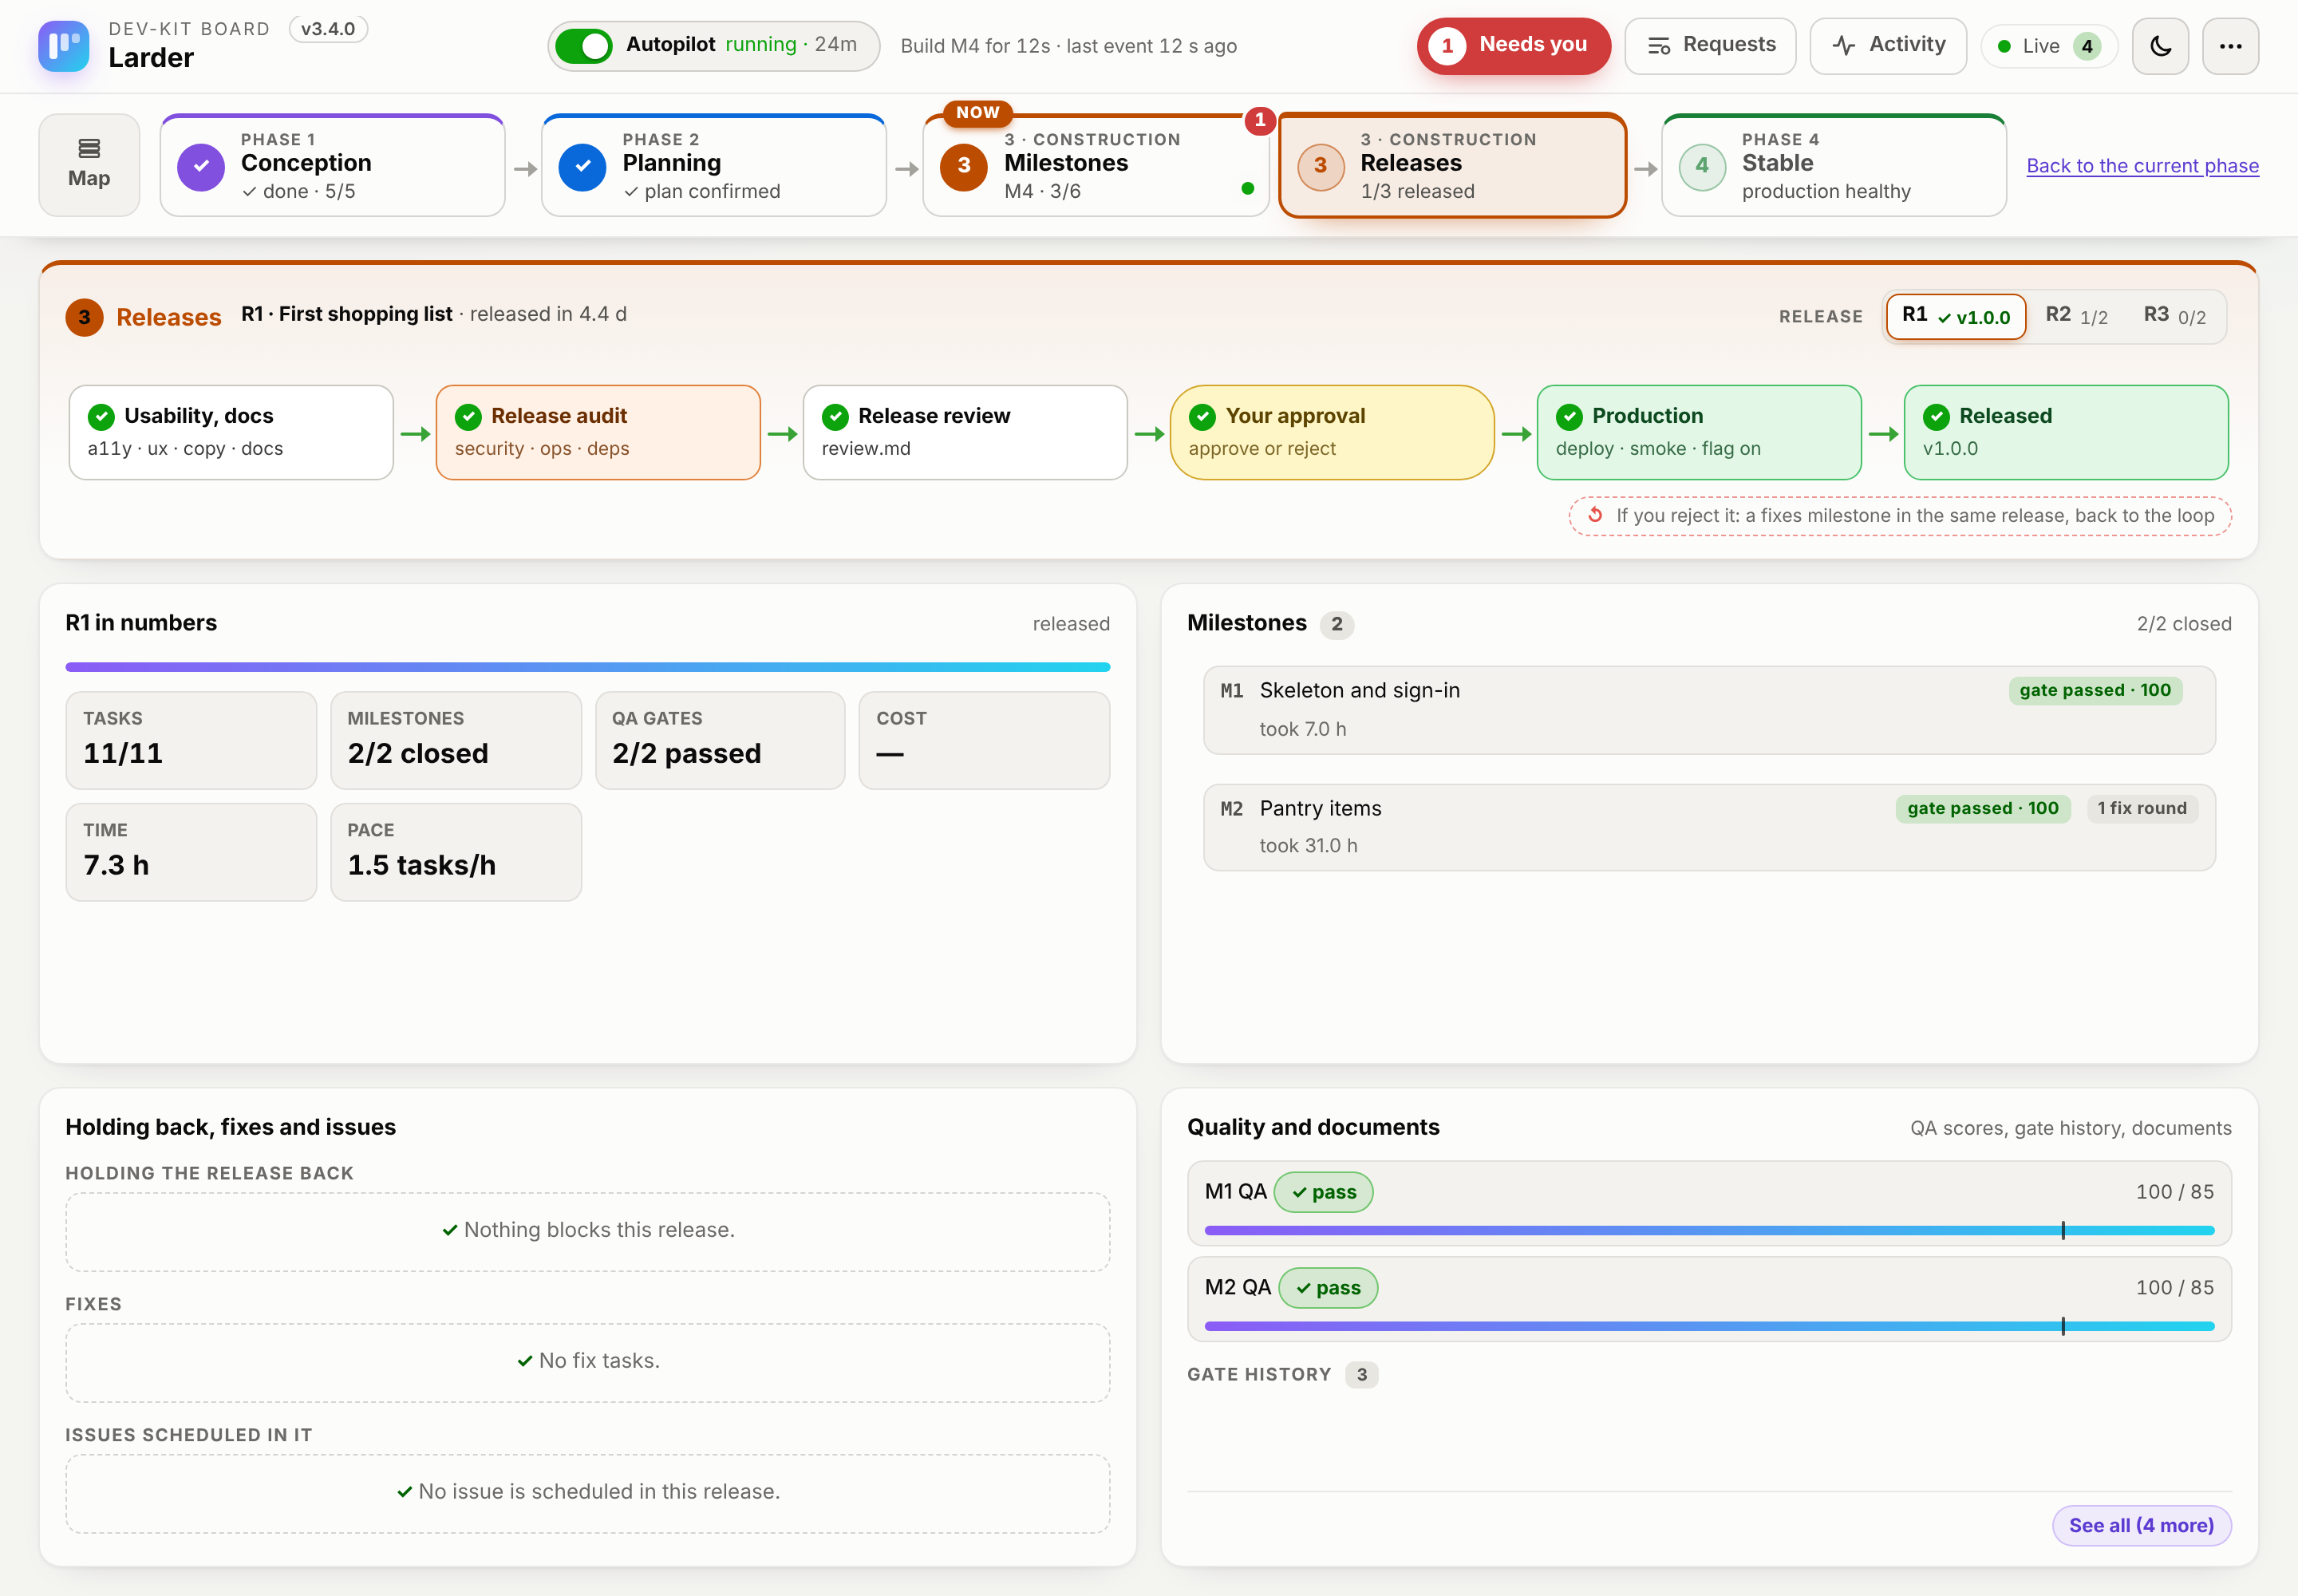 DEV-KIT BOARD v3.4.0
Larder
Autopilot running · 24m
Build M4 for 12s · last event 12 s ago
1 Needs you
Requests
Activity
Live 4
Map
PHASE 1
Conception
✓ done · 5/5
PHASE 2
Planning
✓ plan confirmed
NOW
1
3
3 · CONSTRUCTION
Milestones
M4 · 3/6
3
3 · CONSTRUCTION
Releases
1/3 released
4
PHASE 4
Stable
production healthy
Back to the current phase
3 Releases R1 · First shopping list · released in 4.4 d
RELEASE R1 ✓ v1.0.0 R2 1/2 R3 0/2
Usability, docs
a11y · ux · copy · docs
Release audit
security · ops · deps
Release review
review.md
Your approval
approve or reject
Production
deploy · smoke · flag on
Released
v1.0.0
If you reject it: a fixes milestone in the same release, back to the loop
R1 in numbers released
TASKS
11/11
MILESTONES
2/2 closed
QA GATES
2/2 passed
COST
—
TIME
7.3 h
PACE
1.5 tasks/h
Milestones 2 2/2 closed
M1 Skeleton and sign-in gate passed · 100
took 7.0 h
M2 Pantry items gate passed · 100 1 fix round
took 31.0 h
Holding back, fixes and issues
HOLDING THE RELEASE BACK
✓ Nothing blocks this release.
FIXES
✓ No fix tasks.
ISSUES SCHEDULED IN IT
✓ No issue is scheduled in this release.
Quality and documents QA scores, gate history, documents
M1 QA ✓ pass 100 / 85
M2 QA ✓ pass 100 / 85
GATE HISTORY 3
See all (4 more)